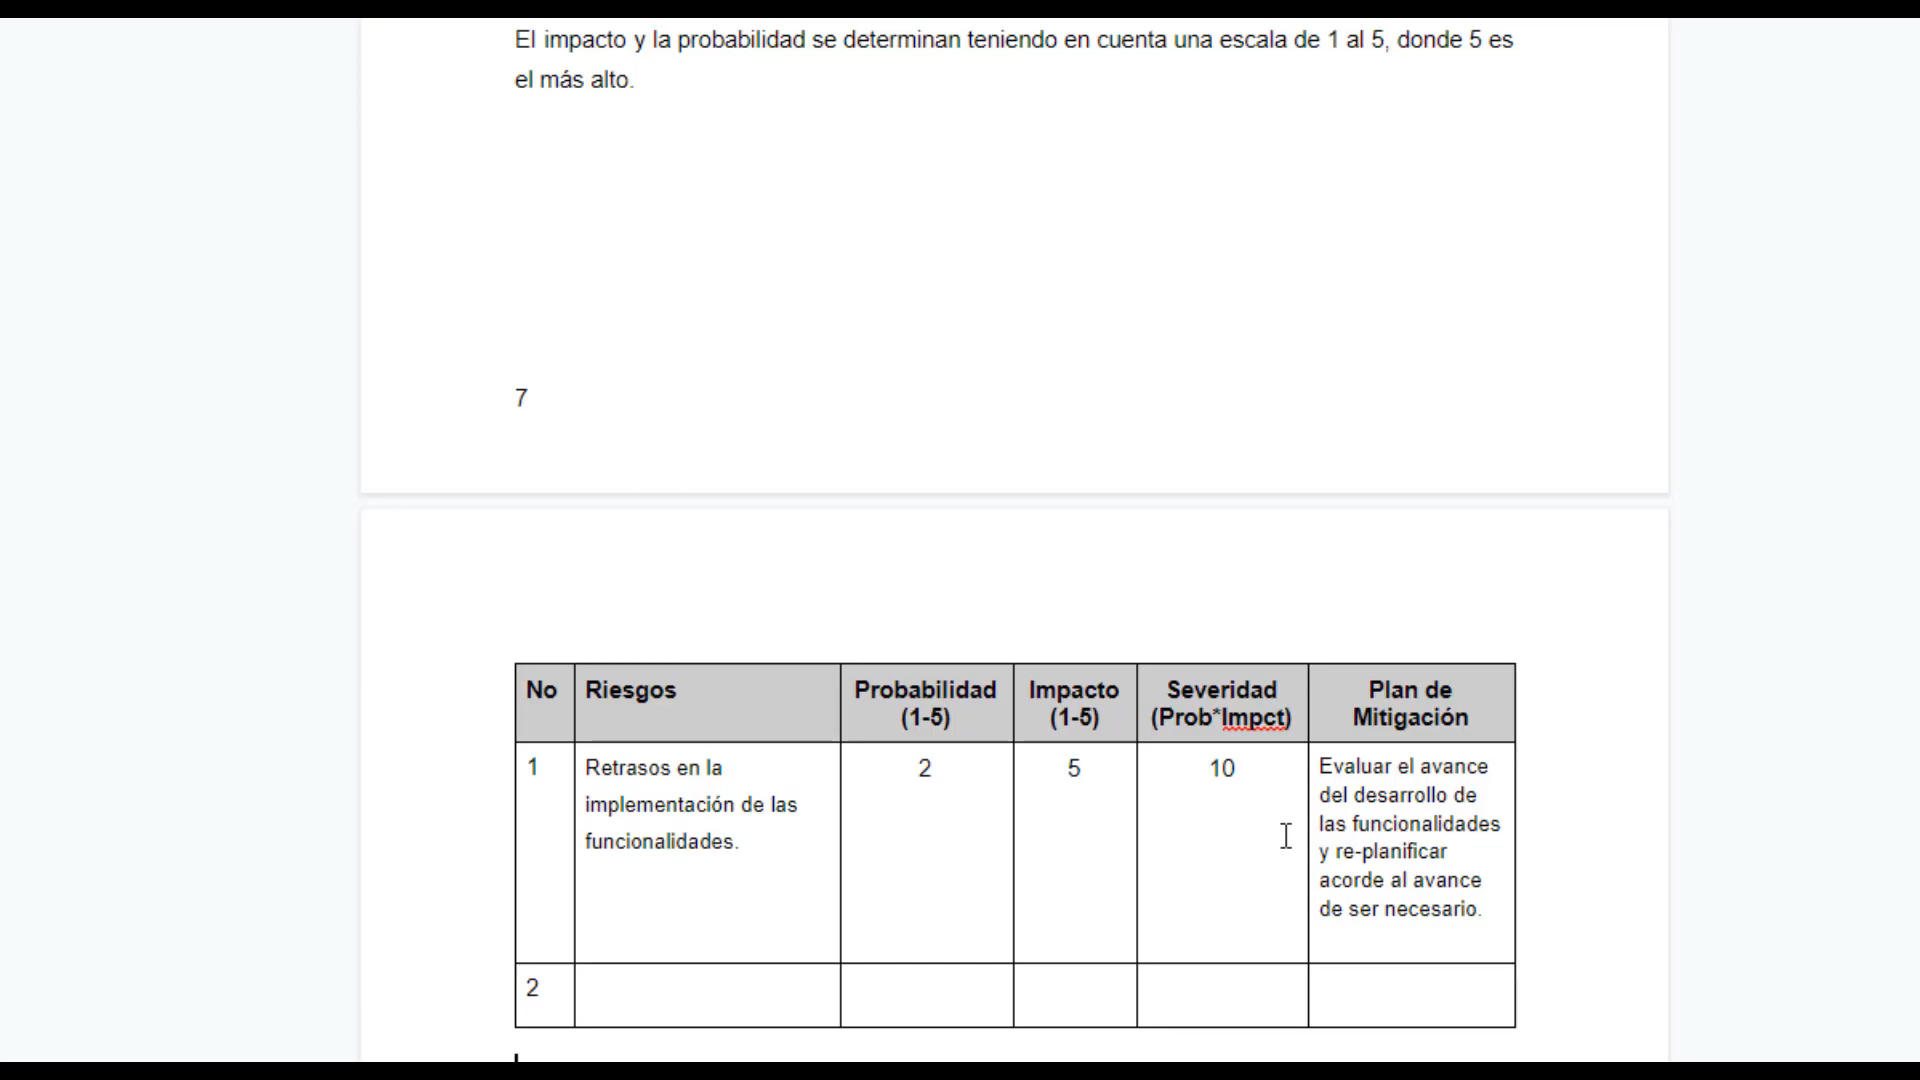 El impacto y la probabilidad se determinan teniendo en cuenta una escala de 1 al 5, donde 5 es
el más alto.
7
No Riesgos Probabilidad (1-5) Impacto (1-5) Severidad (Prob*Impct) Plan de Mitigación
1
Retrasos en la
implementación de las
funcionalidades.
2
5
10
Evaluar el avance
del desarrollo de
las funcionalidades
y re-planificar
acorde al avance
de ser necesario.
2